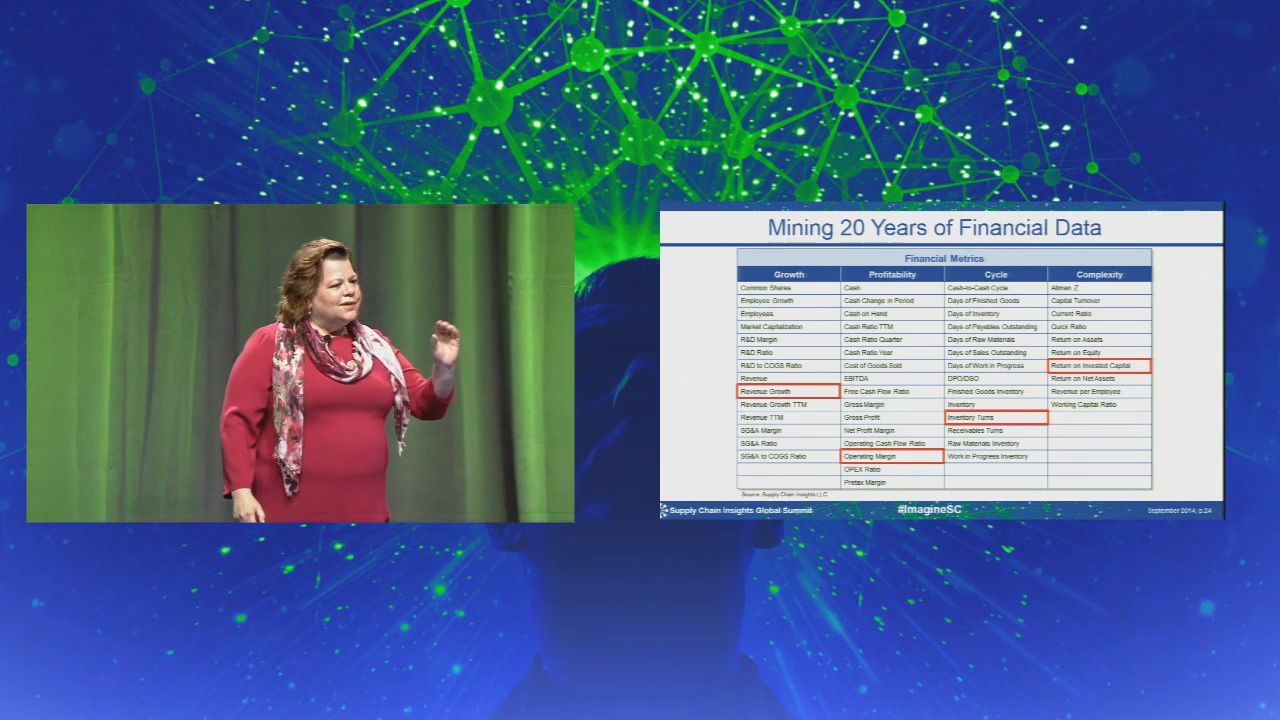 Mining 20 Years of Financial Data
Financial Metrics
Growth Profitability Cycle Complexity
Common Shares Cash Cash-to-Cash Cycle Altman Z
Employee Growth Cash Change in Period Days of Finished Goods Capital Turnover
Employees Cash on Hand Days of Inventory Current Ratio
Market Capitalization Cash Ratio TTM Days of Payables Outstanding Quick Ratio
R&D Margin Cash Ratio Quarter Days of Raw Materials Return on Assets
R&D Ratio Cash Ratio Year Days of Sales Outstanding Return on Equity
R&D to COGS Ratio Cost of Goods Sold Days of Work in Progress Return on Invested Capital
Revenue EBITDA DPO/DSO Return on Net Assets
Revenue Growth Free Cash Flow Ratio Finished Goods Inventory Revenue per Employee
Revenue Growth TTM Gross Margin Inventory Working Capital Ratio
Revenue TTM Gross Profit Inventory Turns
SG&A Margin Net Profit Margin Receivables Turns
SG&A Ratio Operating Cash Flow Ratio Raw Materials Inventory
SG&A to COGS Ratio Operating Margin Work in Progress Inventory
OPEX Ratio
Pretax Margin
Source: Supply Chain Insights LLC
Supply Chain Insights Global Summit #ImagineSC September 2014, p.24